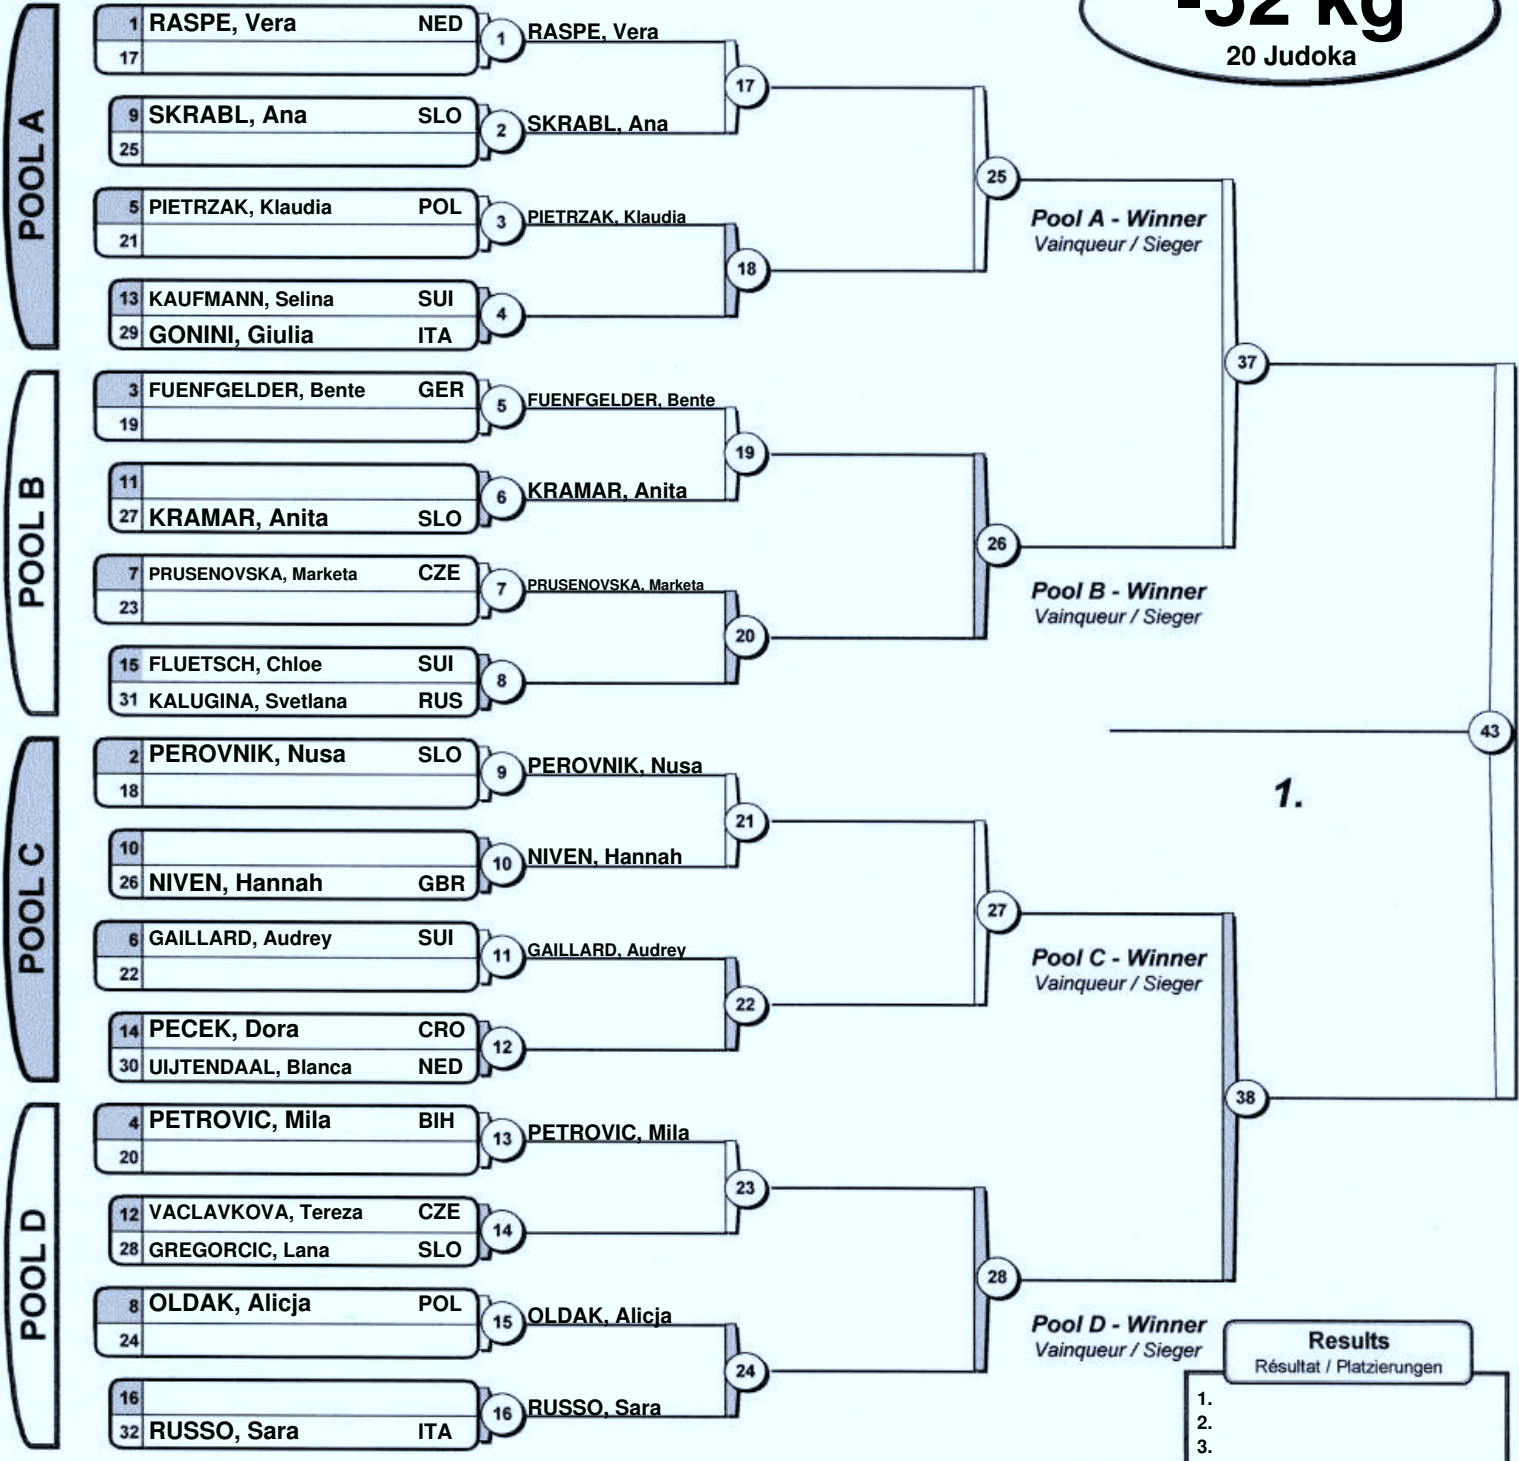 -52 kg
20 Judoka
POOL A
1 RASPE, Vera NED
17
1 RASPE, Vera
9 SKRABL, Ana SLO
25
2 SKRABL, Ana
17
5 PIETRZAK, Klaudia POL
21
3 PIETRZAK, Klaudia
13 KAUFMANN, Selina SUI
29 GONINI, Giulia ITA
4
18
25
Pool A - Winner
Vainqueur / Sieger
POOL B
3 FUENFGELDER, Bente GER
19
5 FUENFGELDER, Bente
11
27 KRAMAR, Anita SLO
6 KRAMAR, Anita
19
7 PRUSENOVSKA, Marketa CZE
23
7 PRUSENOVSKA, Marketa
15 FLUETSCH, Chloe SUI
31 KALUGINA, Svetlana RUS
8
20
26
Pool B - Winner
Vainqueur / Sieger
37
POOL C
2 PEROVNIK, Nusa SLO
18
9 PEROVNIK, Nusa
10
26 NIVEN, Hannah GBR
10 NIVEN, Hannah
21
6 GAILLARD, Audrey SUI
22
11 GAILLARD, Audrey
14 PECEK, Dora CRO
30 UIJTENDAAL, Blanca NED
12
22
27
Pool C - Winner
Vainqueur / Sieger
43
1.
POOL D
4 PETROVIC, Mila BIH
20
13 PETROVIC, Mila
12 VACLAVKOVA, Tereza CZE
28 GREGORCIC, Lana SLO
14
23
8 OLDAK, Alicja POL
24
15 OLDAK, Alicja
16
32 RUSSO, Sara ITA
16 RUSSO, Sara
24
28
Pool D - Winner
Vainqueur / Sieger
38
Results
Résultat / Platzierungen
1.
2.
3.